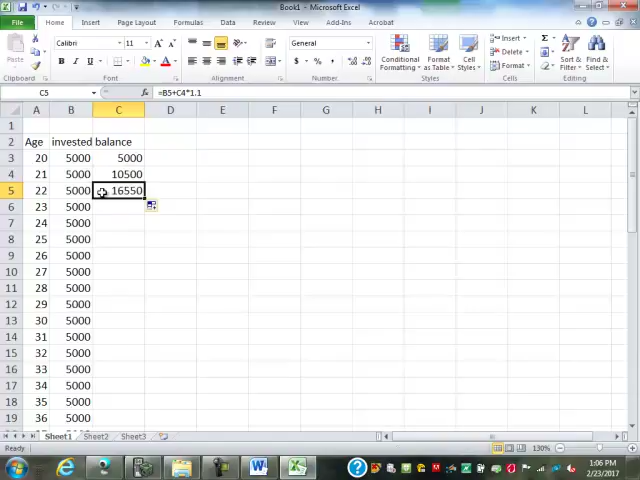 Book1 - Microsoft Excel
File Home Insert Page Layout Formulas Data Review View Add-Ins Acrobat
Calibri 11 General
Paste B I U $ % , Conditional Formatting Format as Table Cell Styles Insert Delete Format Sort & Filter Find & Select
Clipboard Font Alignment Number Styles Cells Editing
C5 fx =B5+C4*1.1
A B C D E F G H I J K L
1
2 Age invested balance
3 20 5000 5000
4 21 5000 10500
5 22 5000 16550
6 23 5000
7 24 5000
8 25 5000
9 26 5000
10 27 5000
11 28 5000
12 29 5000
13 30 5000
14 31 5000
15 32 5000
16 33 5000
17 34 5000
18 35 5000
19 36 5000
Sheet1 Sheet2 Sheet3
Ready 130%
1:06 PM
2/23/2017